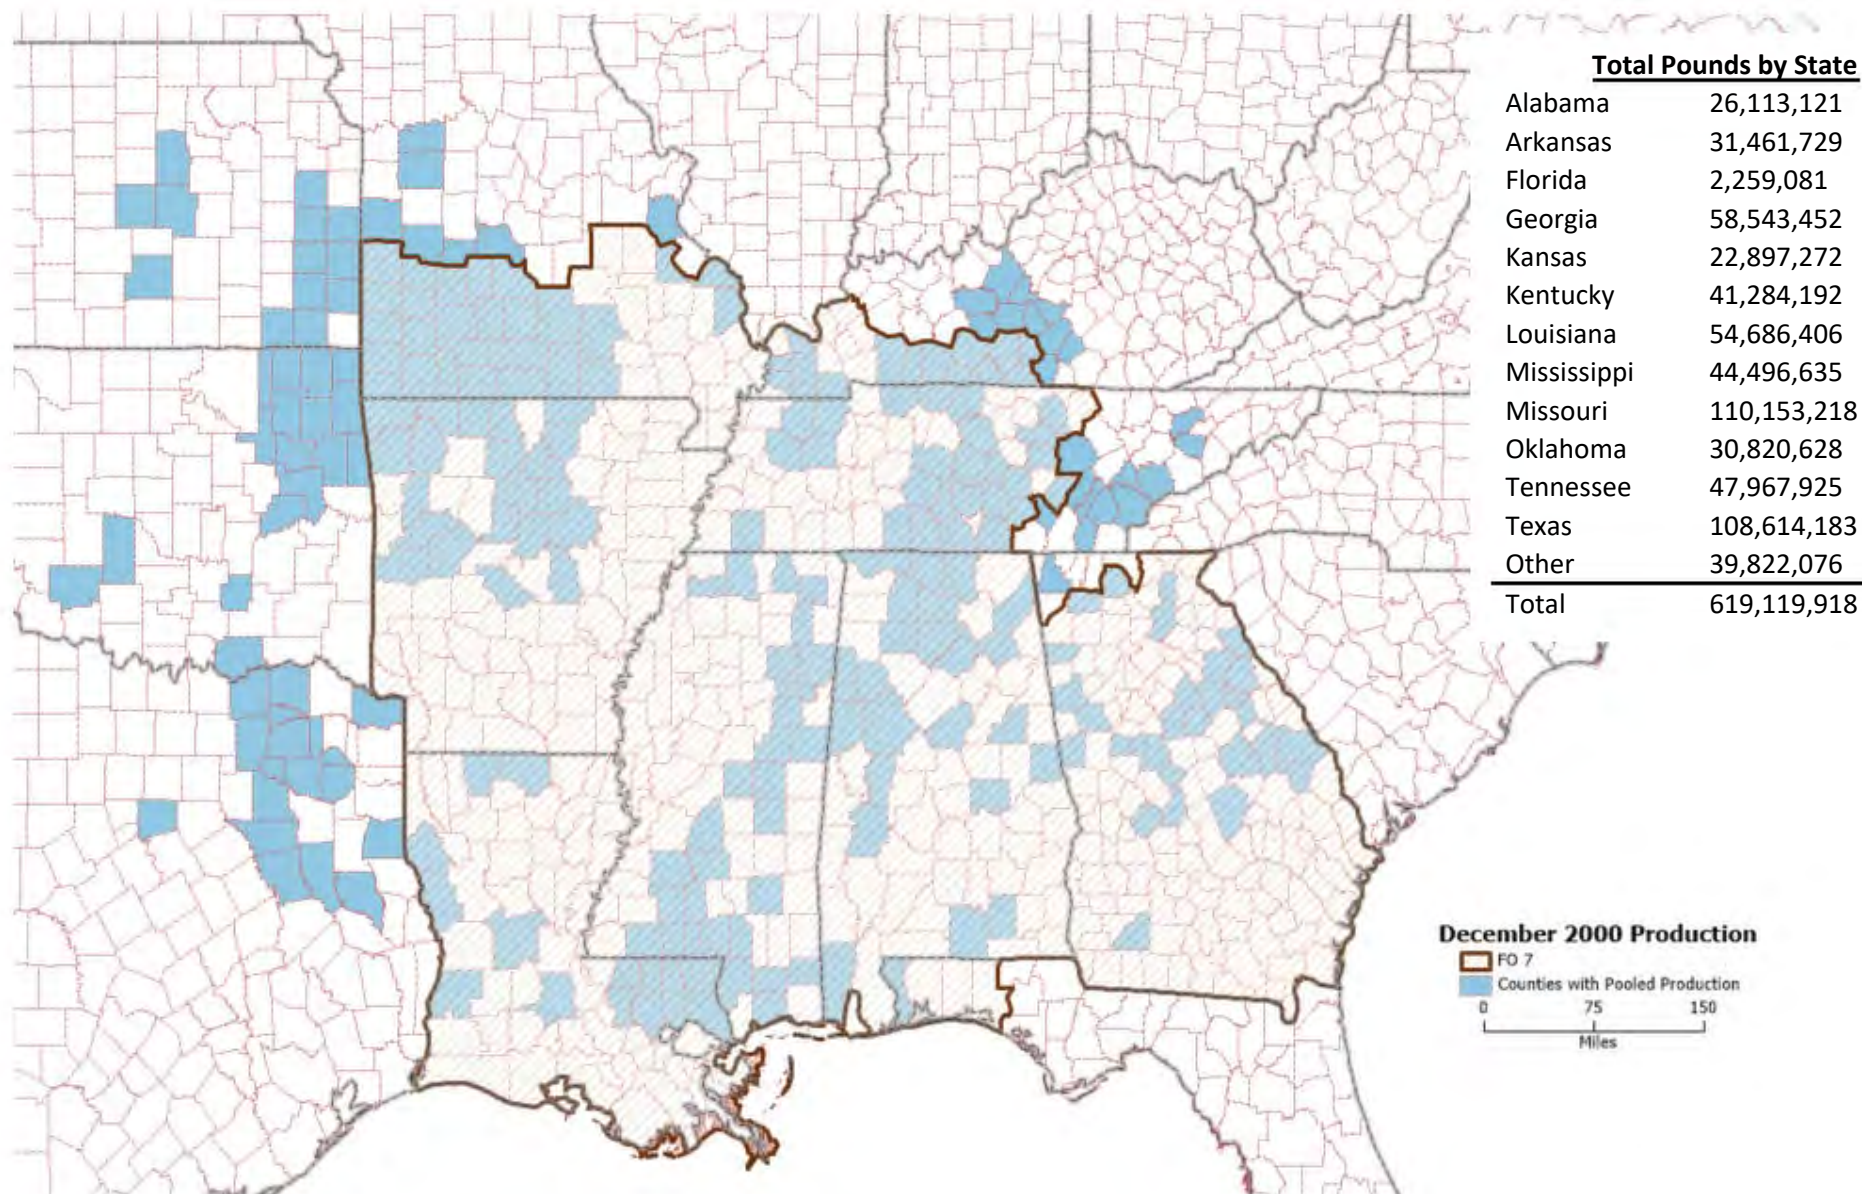 Total Pounds by State
Alabama 26,113,121
Arkansas 31,461,729
Florida 2,259,081
Georgia 58,543,452
Kansas 22,897,272
Kentucky 41,284,192
Louisiana 54,686,406
Mississippi 44,496,635
Missouri 110,153,218
Oklahoma 30,820,628
Tennessee 47,967,925
Texas 108,614,183
Other 39,822,076
Total 619,119,918
December 2000 Production
FO 7
Counties with Pooled Production
0 75 150
Miles